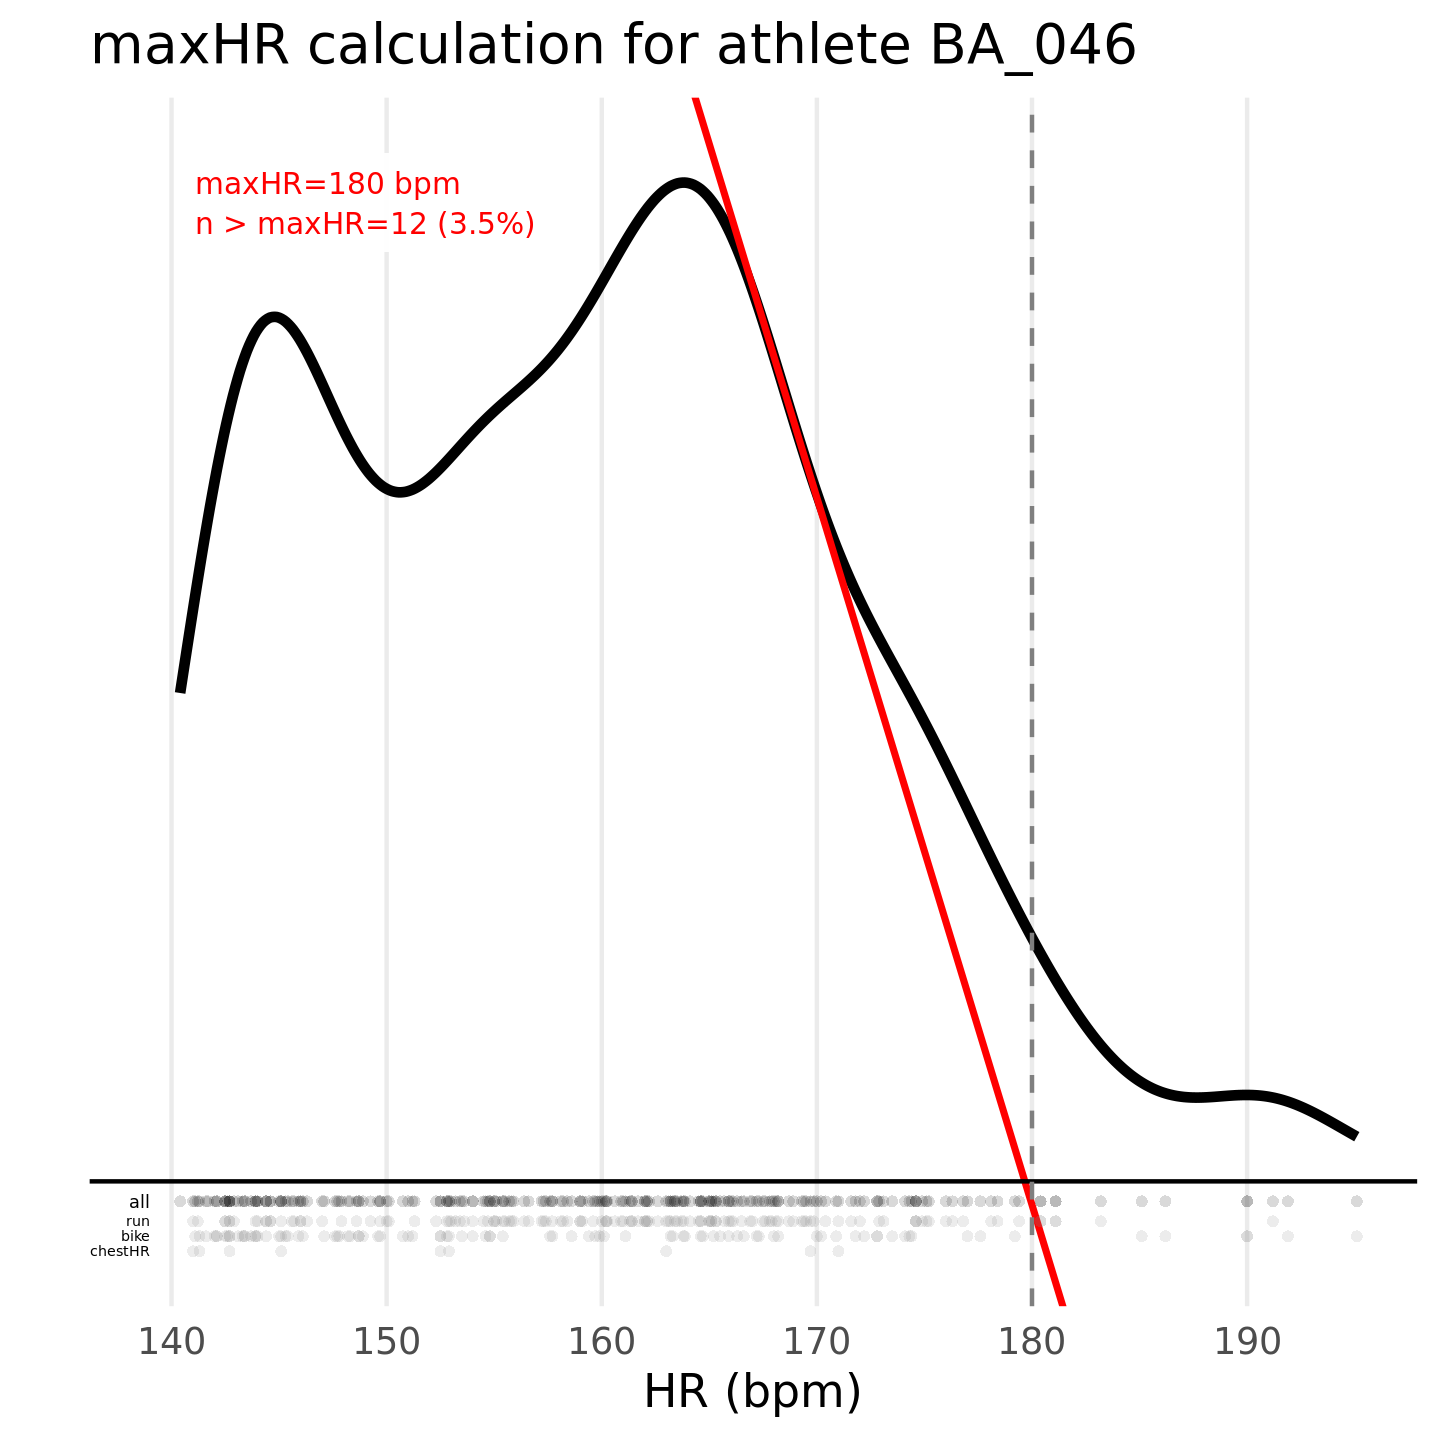 maxHR calculation for athlete BA_046
maxHR=180 bpm
n > maxHR=12 (3.5%)
all
run
bike
chestHR
140 150 160 170 180 190
HR (bpm)